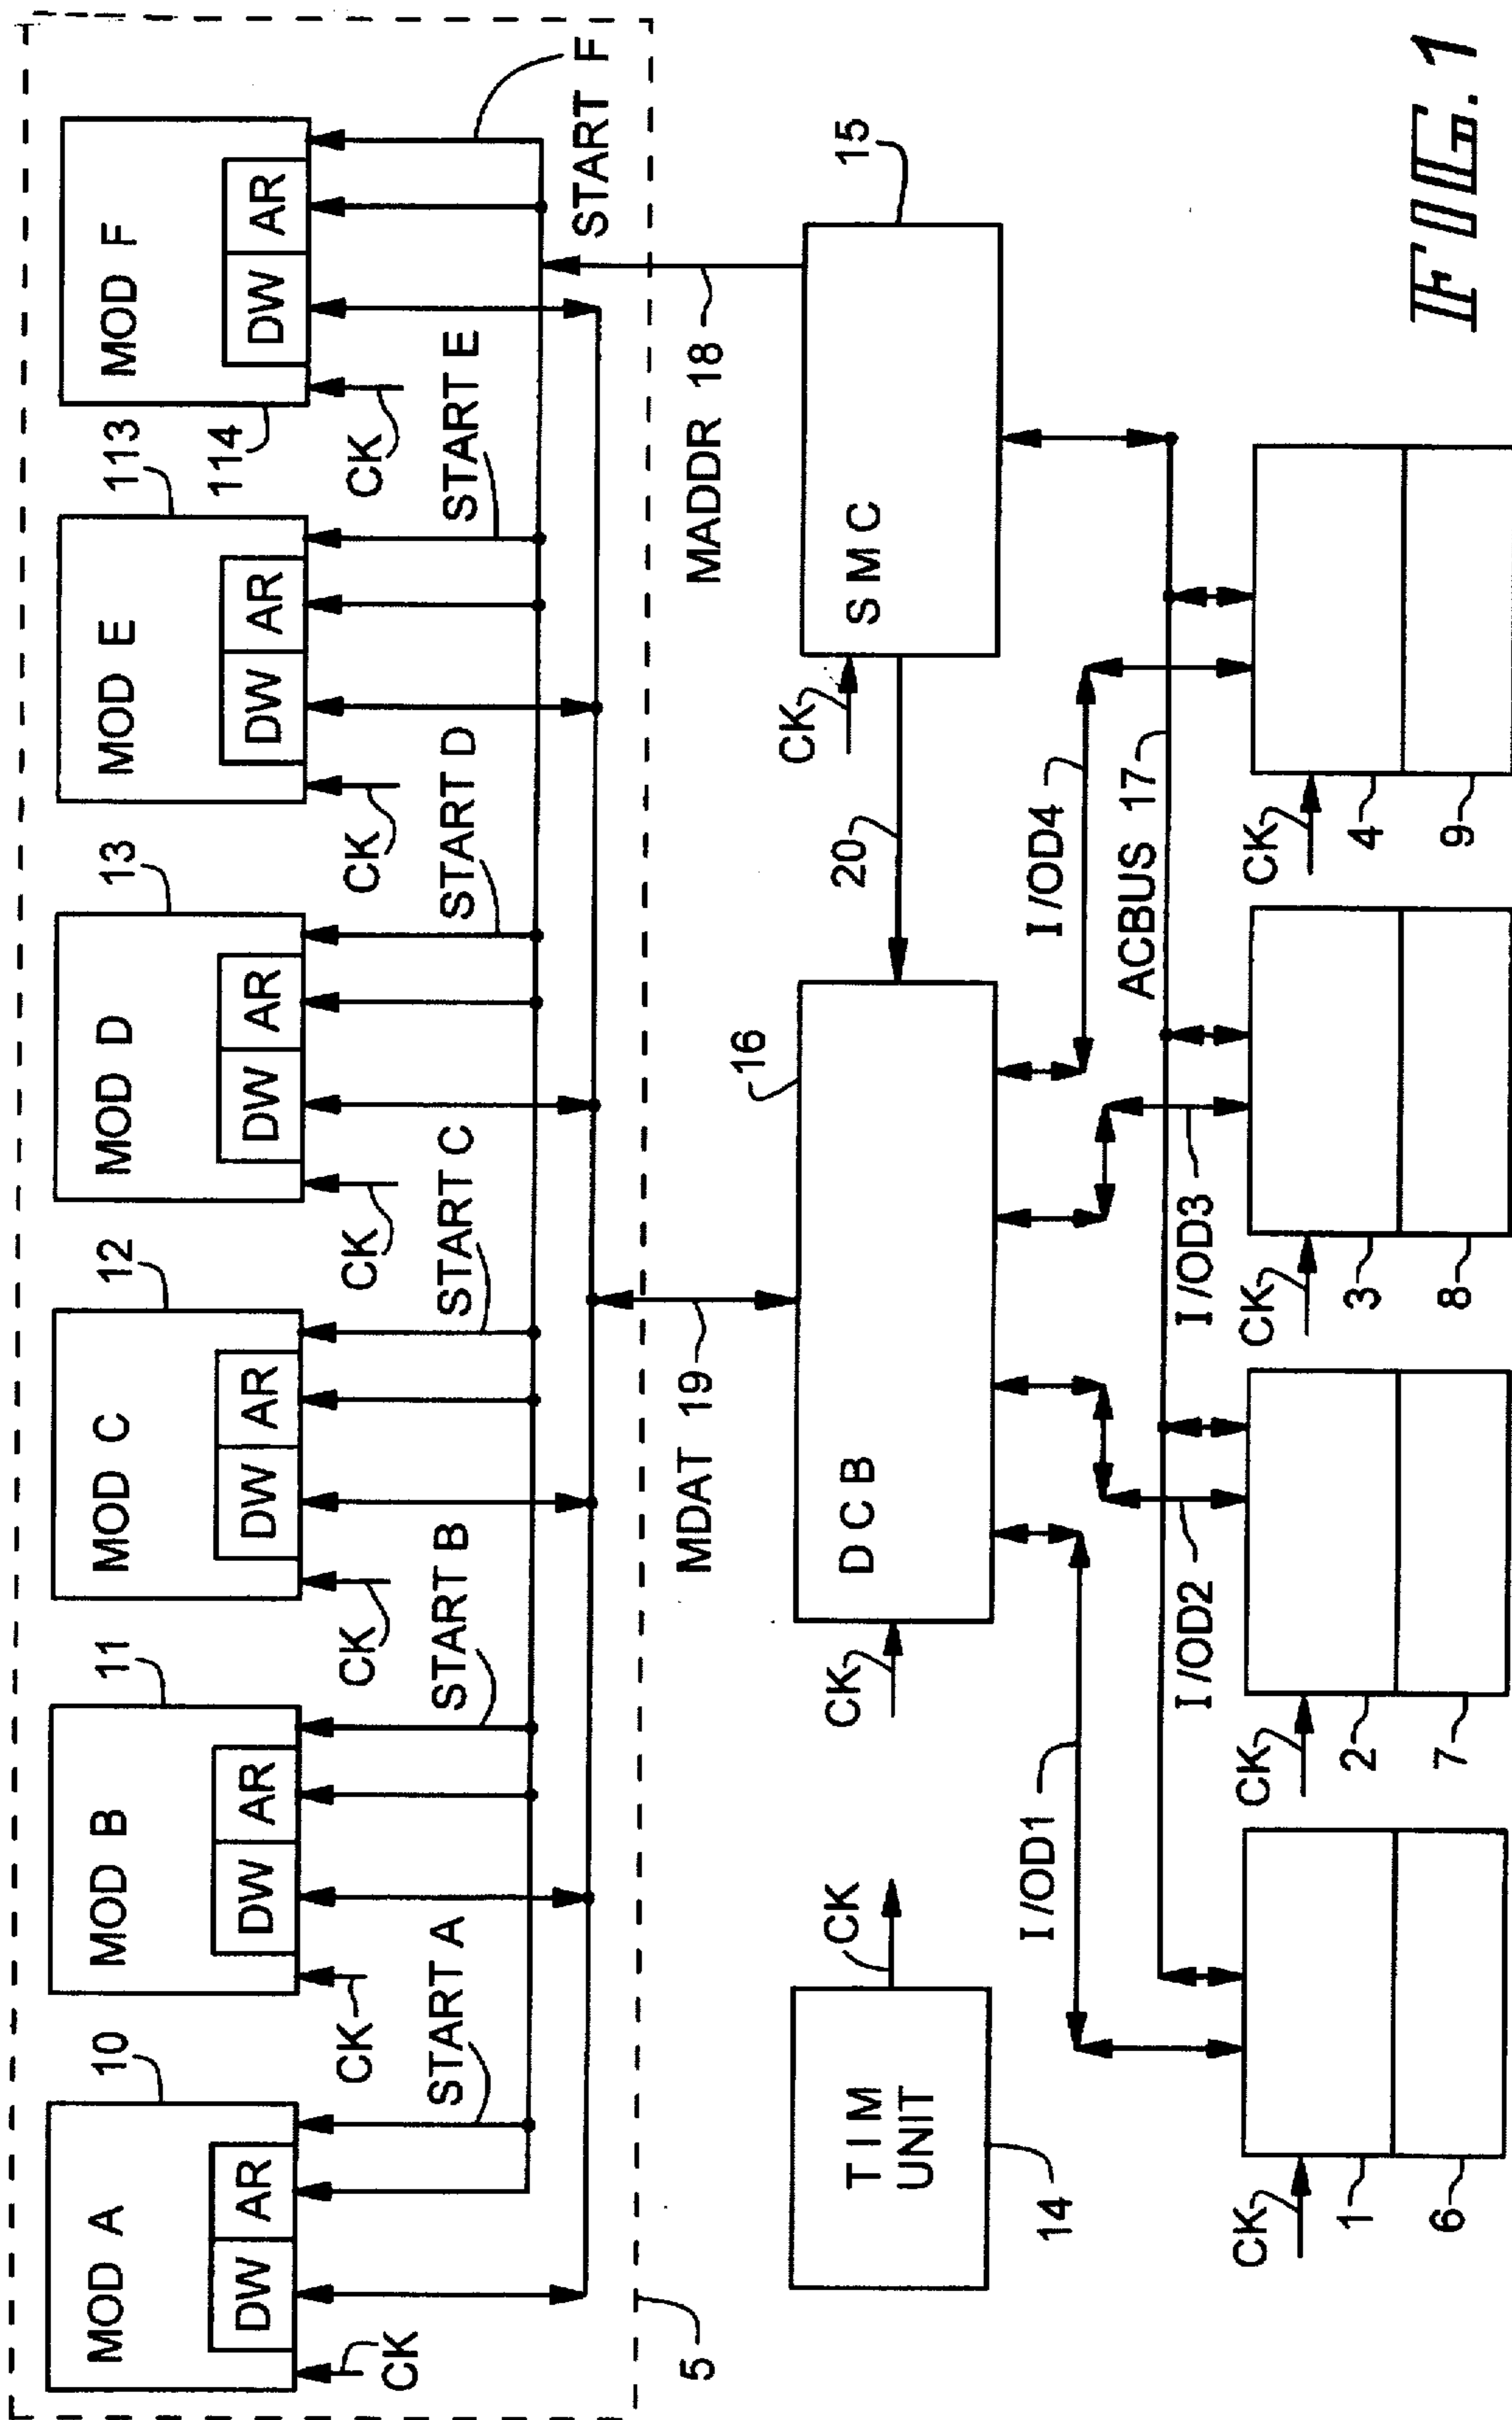 MOD A
DW AR
10
CK
START A
MOD B
DW AR
11
CK
START B
MOD C
DW AR
12
CK
START C
MOD D
DW AR
13
CK
START D
MOD E
DW AR
113
CK
START E
MOD F
DW AR
114
CK
START F
5
MDAT 19
MADDR 18
TIM
UNIT
14
CK
DCB
16
CK
20
SMC
15
CK
I/OD1
I/OD2
I/OD3
I/OD4
ACBUS 17
CK
1
6
CK
2
7
CK
3
8
CK
4
9
FIG. 1